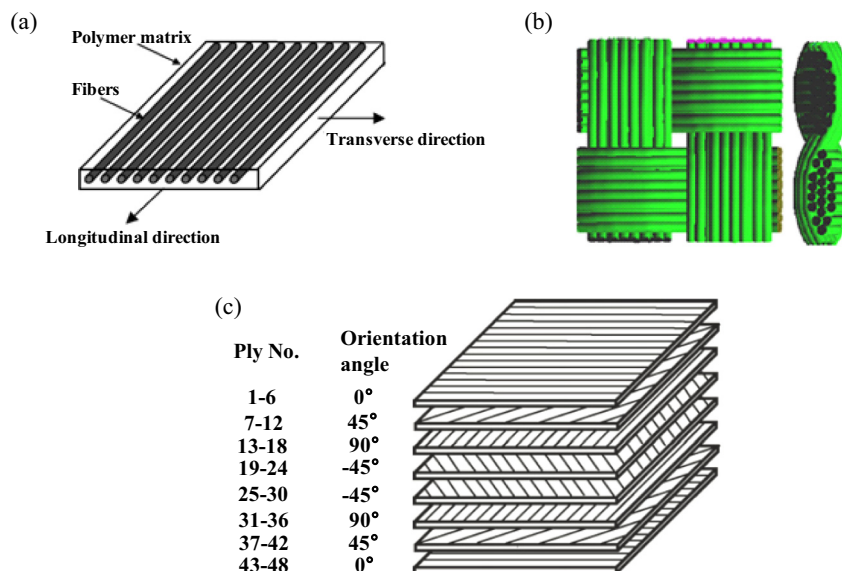 (a)
Polymer matrix
Fibers
Transverse direction
Longitudinal direction
(b)
(c)
Ply No. Orientation
angle
1-6 0°
7-12 45°
13-18 90°
19-24 -45°
25-30 -45°
31-36 90°
37-42 45°
43-48 0°